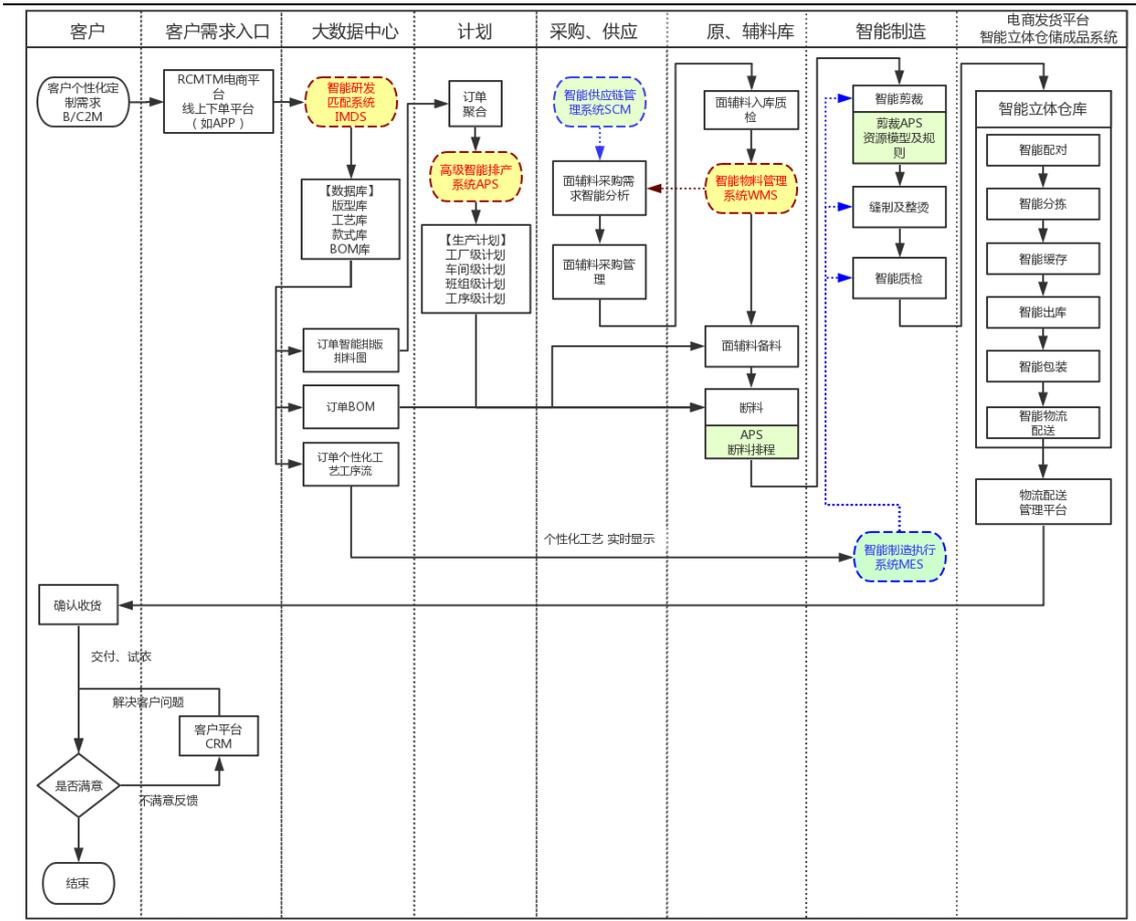 客户
客户需求入口
大数据中心
计划
采购、供应
原、辅料库
智能制造
电商发货平台
智能立体仓储成品系统
客户个性化定
制需求
B/C2M
RCMTM电商平
台
线上下单平台
（如APP）
智能研发
匹配系统
IMDS
【数据库】
版型库
工艺库
款式库
BOM库
订单智能排版
排料图
订单BOM
订单个性化工
艺工序流
订单
聚合
高级智能排产
系统APS
【生产计划】
工厂级计划
车间级计划
班组级计划
工序级计划
智能供应链管
理系统SCM
面辅料采购需
求智能分析
面辅料采购管
理
面辅料入库质
检
智能物料管理
系统WMS
面辅料备料
断料
APS
断料排程
智能剪裁
剪裁APS
资源模型及规
则
缝制及整烫
智能质检
个性化工艺 实时显示
智能制造执行
系统MES
智能立体仓库
智能配对
智能分拣
智能缓存
智能出库
智能包装
智能物流
配送
物流配送
管理平台
确认收货
交付、试衣
解决客户问题
客户平台
CRM
是否满意
不满意反馈
结束